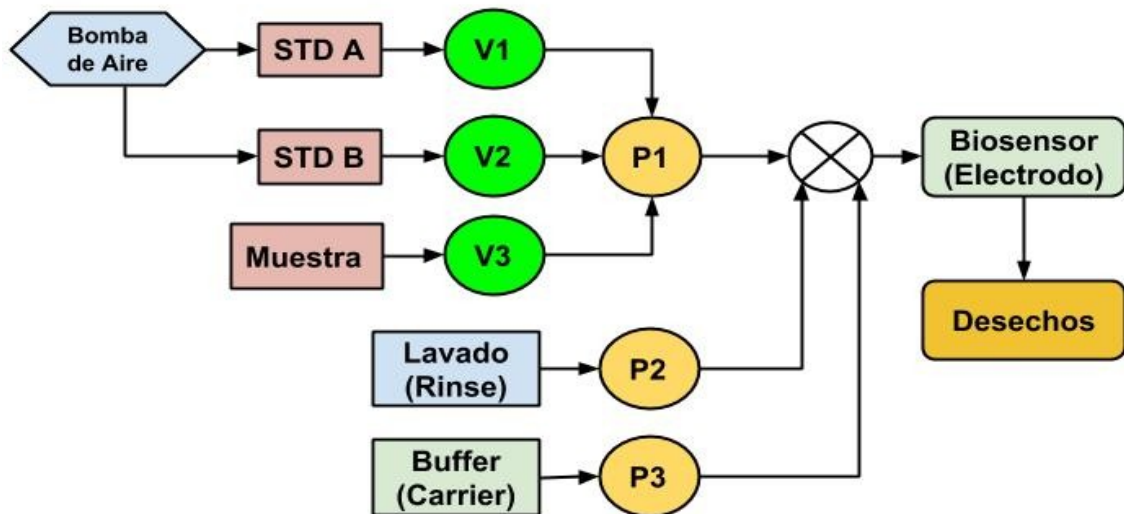 Bomba
de Aire
STD A
V1
STD B
V2
P1
Biosensor
(Electrodo)
Muestra
V3
Desechos
Lavado
(Rinse)
P2
Buffer
(Carrier)
P3